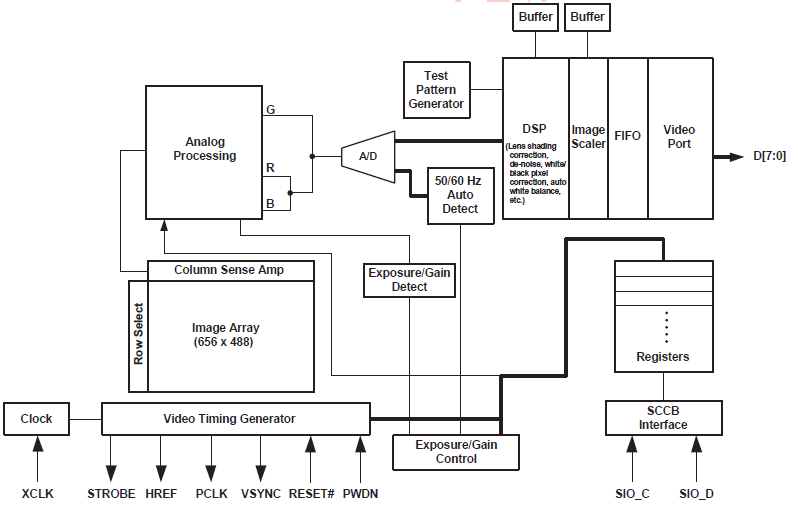 Buffer
Buffer
Test
Pattern
Generator
DSP
(Lens shading
correction,
de-noise, white/
black pixel
correction, auto
white balance,
etc.)
Image
Scaler
FIFO
Video
Port
D[7:0]
Analog
Processing
G
R
B
A/D
50/60 Hz
Auto
Detect
Column Sense Amp
Row Select
Image Array
(656 x 488)
Exposure/Gain
Detect
Registers
Clock
Video Timing Generator
Exposure/Gain
Control
SCCB
Interface
XCLK
STROBE
HREF
PCLK
VSYNC
RESET#
PWDN
SIO_C
SIO_D